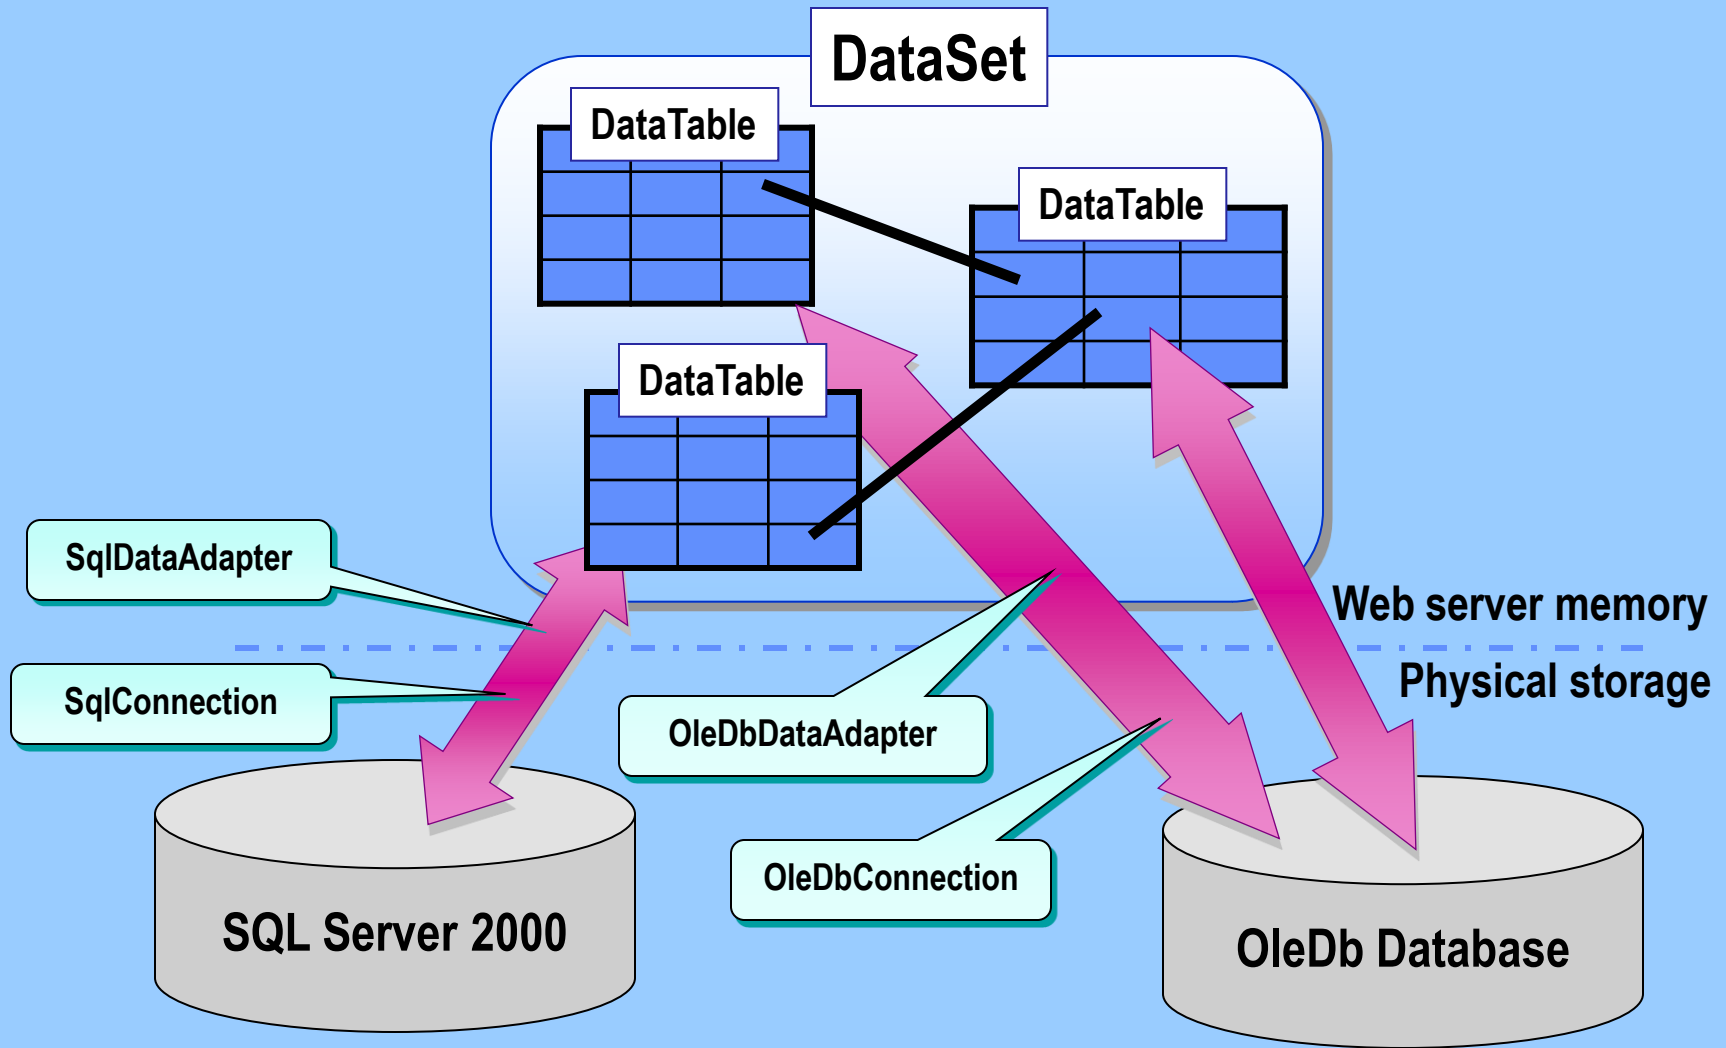 DataSet
DataTable
DataTable
DataTable
SqlDataAdapter
Web server memory
SqlConnection
Physical storage
OleDbDataAdapter
OleDbConnection
SQL Server 2000
OleDb Database